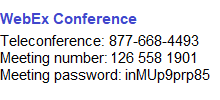 WebEx Conference
Teleconference: 877-668-4493
Meeting number: 126 558 1901
Meeting password: inMUp9prp85